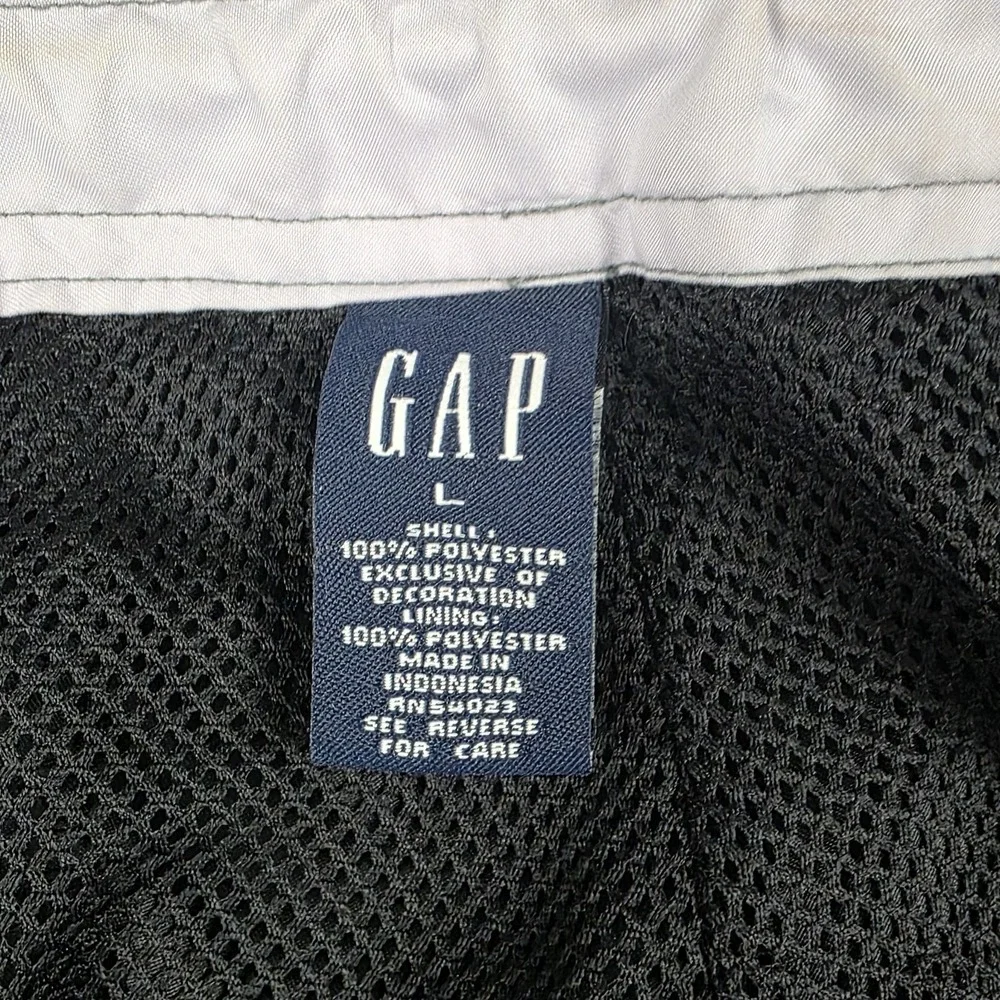 GAP
L
SHELL:
100% POLYESTER
EXCLUSIVE OF
DECORATION
LINING:
100% POLYESTER
MADE IN
INDONESIA
RN54023
SEE REVERSE
FOR CARE